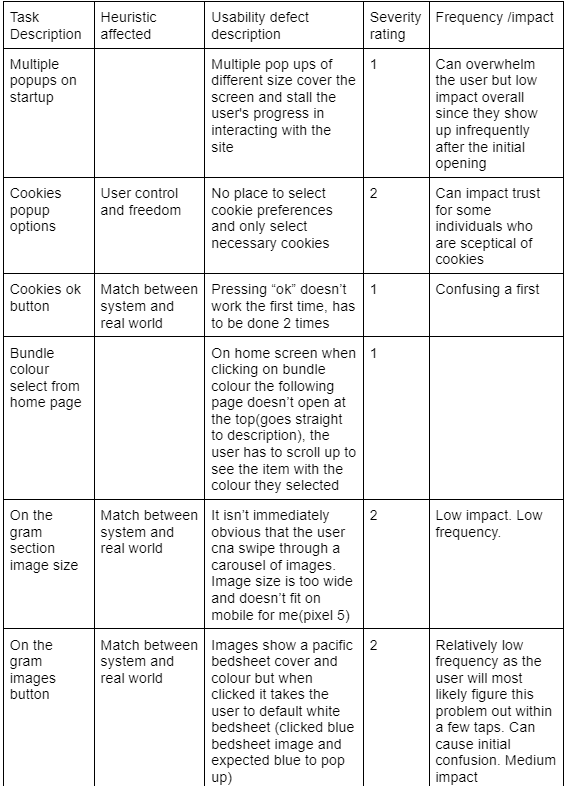 Task Description
Heuristic affected
Usability defect description
Severity rating
Frequency /impact
Multiple popups on startup
Multiple pop ups of different size cover the screen and stall the user's progress in interacting with the site
1
Can overwhelm the user but low impact overall since they show up infrequently after the initial opening
Cookies popup options
User control and freedom
No place to select cookie preferences and only select necessary cookies
2
Can impact trust for some individuals who are sceptical of cookies
Cookies ok button
Match between system and real world
Pressing “ok” doesn’t work the first time, has to be done 2 times
1
Confusing a first
Bundle colour select from home page
On home screen when clicking on bundle colour the following page doesn’t open at the top(goes straight to description), the user has to scroll up to see the item with the colour they selected
1
On the gram section image size
Match between system and real world
It isn’t immediately obvious that the user cna swipe through a carousel of images. Image size is too wide and doesn’t fit on mobile for me(pixel 5)
2
Low impact. Low frequency.
On the gram images button
Match between system and real world
Images show a pacific bedsheet cover and colour but when clicked it takes the user to default white bedsheet (clicked blue bedsheet image and expected blue to pop up)
2
Relatively low frequency as the user will most likely figure this problem out within a few taps. Can cause initial confusion. Medium impact